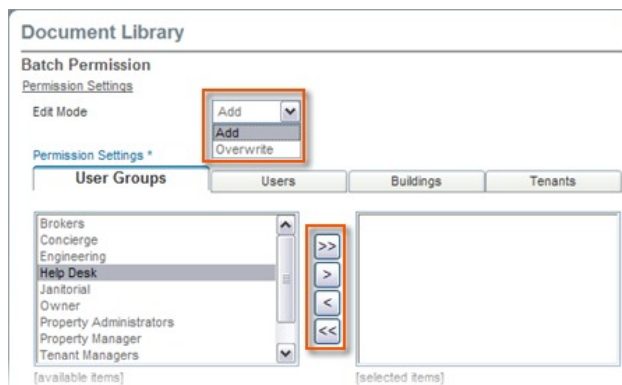 Document Library
Batch Permission
Permission Settings
Edit Mode
Add
Add
Overwrite
Permission Settings *
User Groups
Users
Buildings
Tenants
Brokers
Concierge
Engineering
Help Desk
Janitorial
Owner
Property Administrators
Property Manager
Tenant Managers
>>
>
<
<<
[available items]
[selected items]